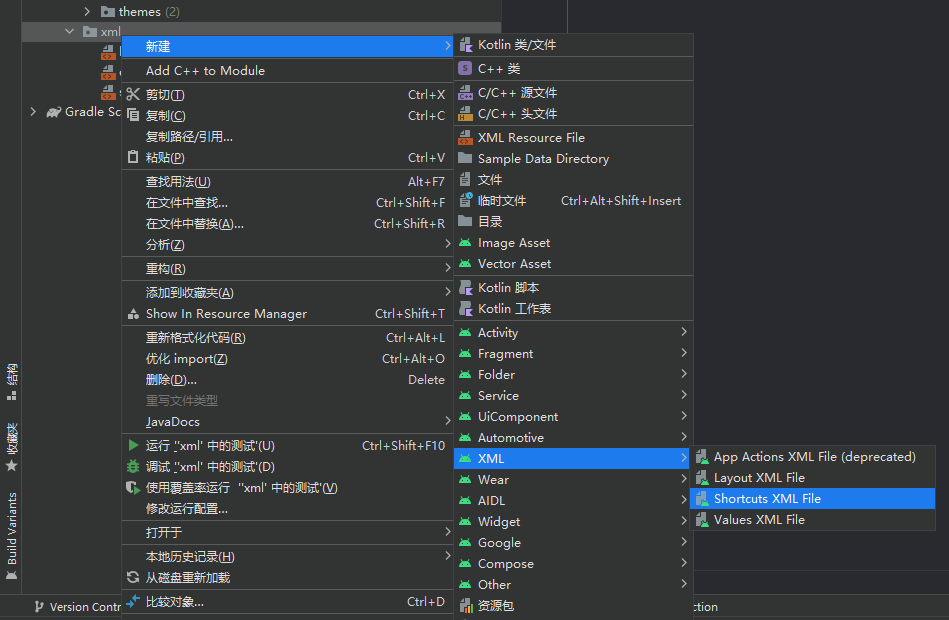 themes (2)
xml
Gradle Sc
新建
Add C++ to Module
剪切(T) Ctrl+X
复制(C) Ctrl+C
复制路径/引用...
粘贴(P) Ctrl+V
查找用法(U) Alt+F7
在文件中查找... Ctrl+Shift+F
在文件中替换(A)... Ctrl+Shift+R
分析(Z)
重构(R)
添加到收藏夹(A)
Show In Resource Manager Ctrl+Shift+T
重新格式化代码(R) Ctrl+Alt+L
优化 import(Z) Ctrl+Alt+O
删除(D)... Delete
重写文件类型
JavaDocs
运行 ''xml' 中的测试'(U) Ctrl+Shift+F10
调试 ''xml' 中的测试'(D)
使用覆盖率运行 ''xml' 中的测试'(V)
修改运行配置...
打开于
本地历史记录(H)
从磁盘重新加载
比较对象... Ctrl+D
Kotlin 类/文件
C++ 类
C/C++ 源文件
C/C++ 头文件
XML Resource File
Sample Data Directory
文件
临时文件 Ctrl+Alt+Shift+Insert
目录
Image Asset
Vector Asset
Kotlin 脚本
Kotlin 工作表
Activity
Fragment
Folder
Service
UiComponent
Automotive
XML
Wear
AIDL
Widget
Google
Compose
Other
资源包
App Actions XML File (deprecated)
Layout XML File
Shortcuts XML File
Values XML File
结构
收藏夹
Build Variants
Version Contr
ction